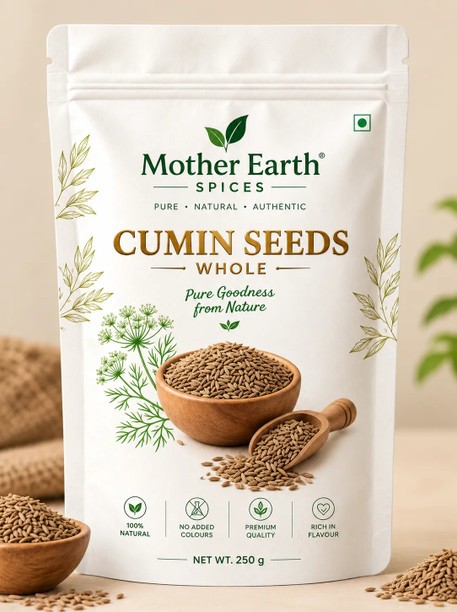 Mother Earth®
SPICES
PURE • NATURAL • AUTHENTIC
CUMIN SEEDS
WHOLE
Pure Goodness
from Nature
100%
NATURAL
NO ADDED
COLOURS
PREMIUM
QUALITY
RICH IN
FLAVOUR
NET WT. 250 g